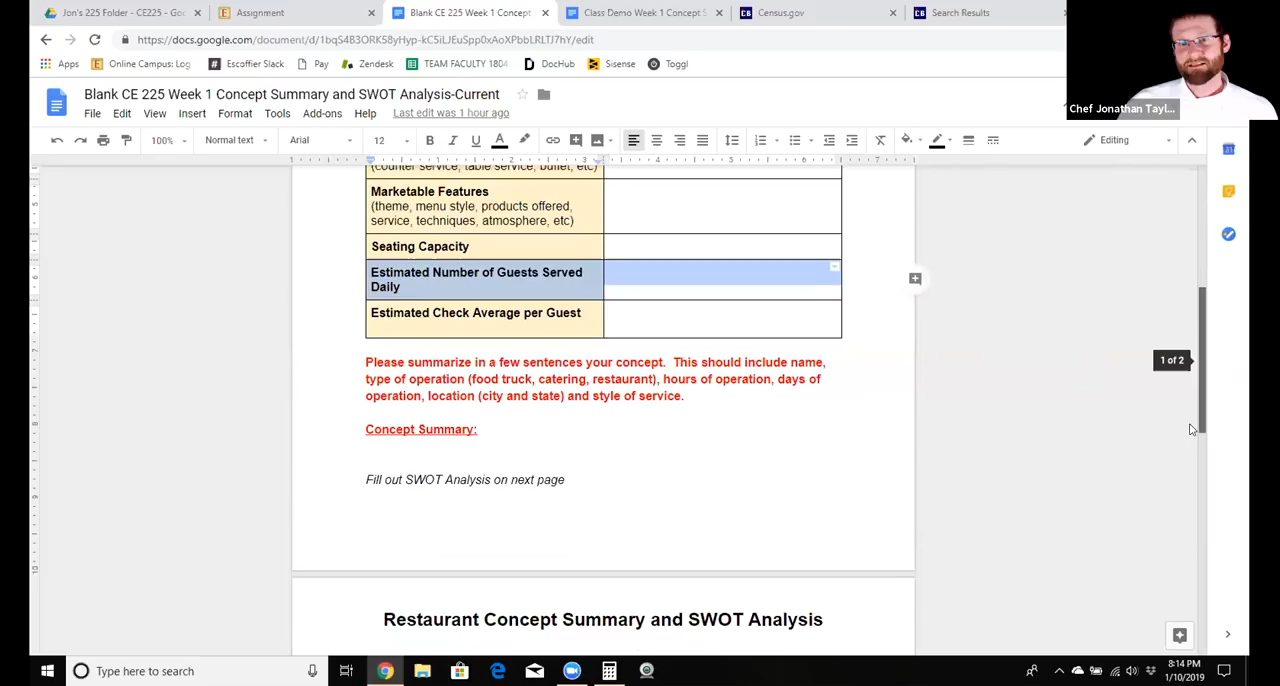 Jon's 225 Folder - CE225 - Goo
Assignment
Blank CE 225 Week 1 Concept
Class Demo Week 1 Concept S
Census.gov
Search Results
https://docs.google.com/document/d/1bqS4B3ORK58yHyp-kC5iLJEuSpp0xAoXPbbLRLTJ7hY/edit
Apps
Online Campus: Log
Escoffier Slack
Pay
Zendesk
TEAM FACULTY 1804
DocHub
Sisense
Toggl
Chef Jonathan Tayl...
Blank CE 225 Week 1 Concept Summary and SWOT Analysis-Current
File Edit View Insert Format Tools Add-ons Help Last edit was 1 hour ago
100% Normal text Arial 12 B I U A Editing
(counter service, table service, buffet, etc)
Marketable Features
(theme, menu style, products offered,
service, techniques, atmosphere, etc)
Seating Capacity
Estimated Number of Guests Served
Daily
Estimated Check Average per Guest
Please summarize in a few sentences your concept. This should include name,
type of operation (food truck, catering, restaurant), hours of operation, days of
operation, location (city and state) and style of service.
1 of 2
Concept Summary:
Fill out SWOT Analysis on next page
Restaurant Concept Summary and SWOT Analysis
Type here to search
8:14 PM
1/10/2019